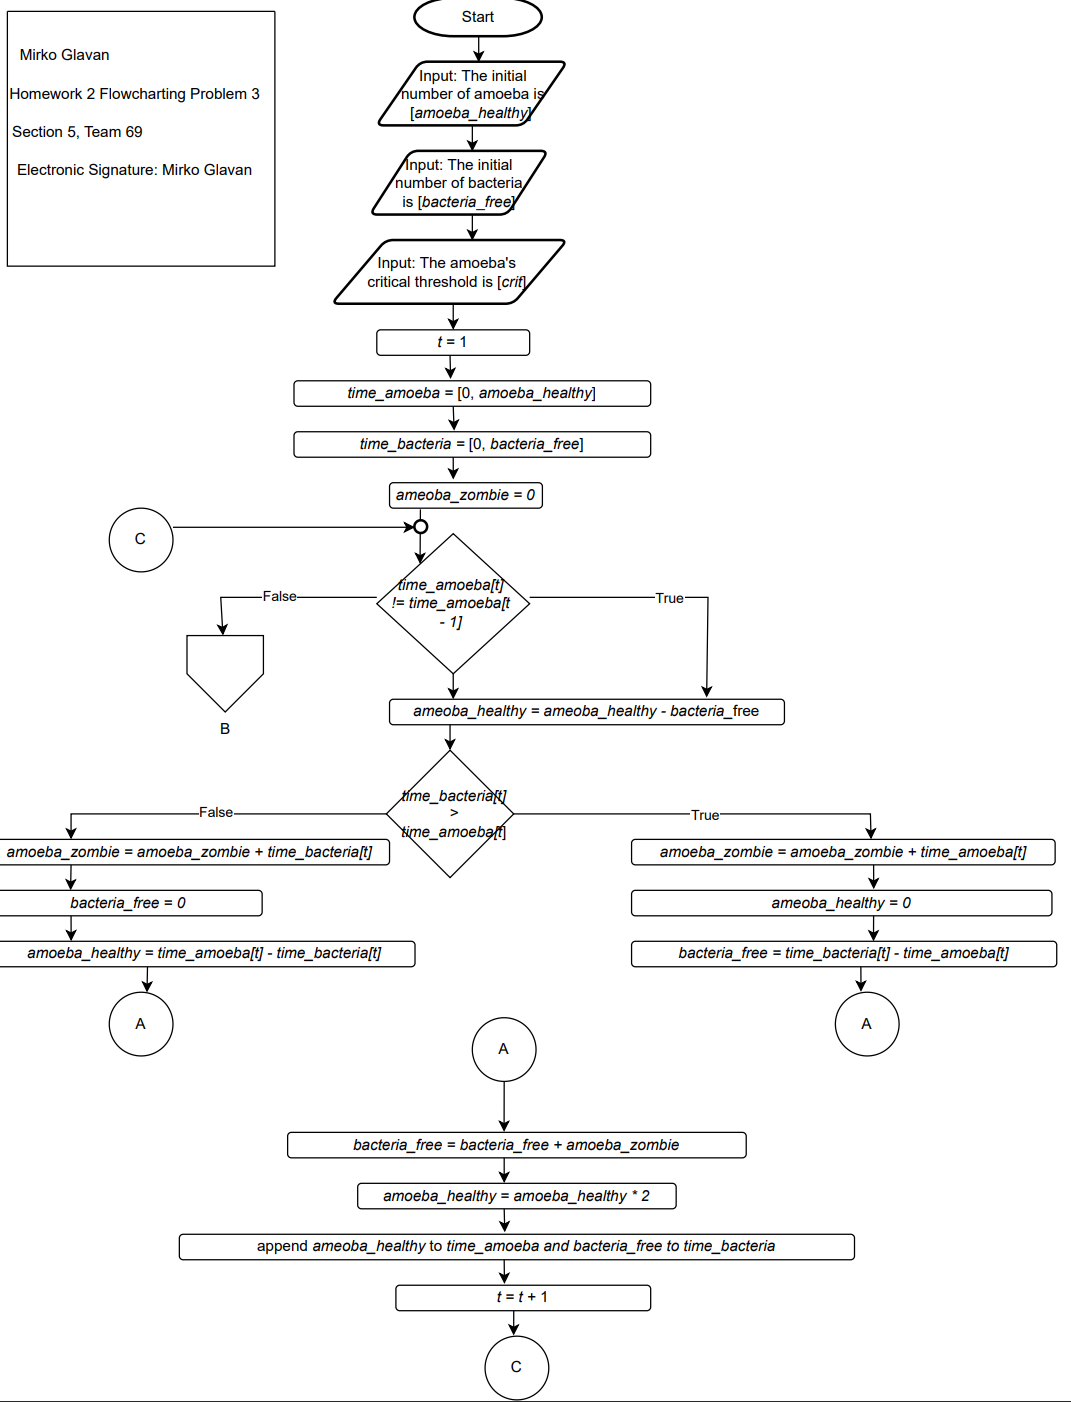 Start
Mirko Glavan
Homework 2 Flowcharting Problem 3
Section 5, Team 69
Electronic Signature: Mirko Glavan
Input: The initial
number of amoeba is
[amoeba_healthy]
Input: The initial
number of bacteria
is [bacteria_free]
Input: The amoeba's
critical threshold is [crit]
t = 1
time_amoeba = [0, amoeba_healthy]
time_bacteria = [0, bacteria_free]
ameoba_zombie = 0
C
time_amoeba[t]
!= time_amoeba[t
- 1]
False
True
B
ameoba_healthy = ameoba_healthy - bacteria_free
time_bacteria[t]
>
time_amoeba[t]
False
True
amoeba_zombie = amoeba_zombie + time_bacteria[t]
amoeba_zombie = amoeba_zombie + time_amoeba[t]
bacteria_free = 0
ameoba_healthy = 0
amoeba_healthy = time_amoeba[t] - time_bacteria[t]
bacteria_free = time_bacteria[t] - time_amoeba[t]
A
A
A
bacteria_free = bacteria_free + amoeba_zombie
amoeba_healthy = amoeba_healthy * 2
append ameoba_healthy to time_amoeba and bacteria_free to time_bacteria
t = t + 1
C